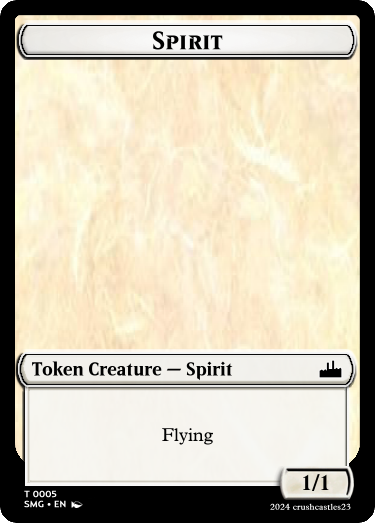 Spirit
Token Creature — Spirit
Flying
1/1
T 0005
SMG • EN
2024 crushcastles23